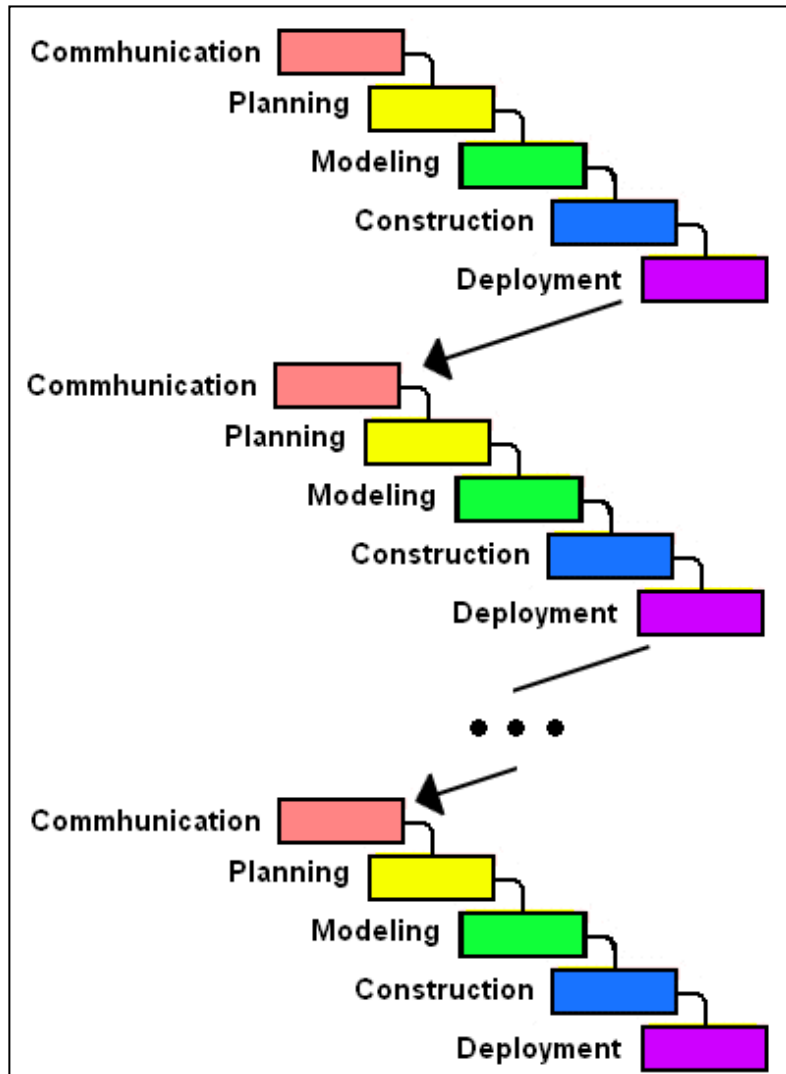 Commhunication
Planning
Modeling
Construction
Deployment
Commhunication
Planning
Modeling
Construction
Deployment
Commhunication
Planning
Modeling
Construction
Deployment